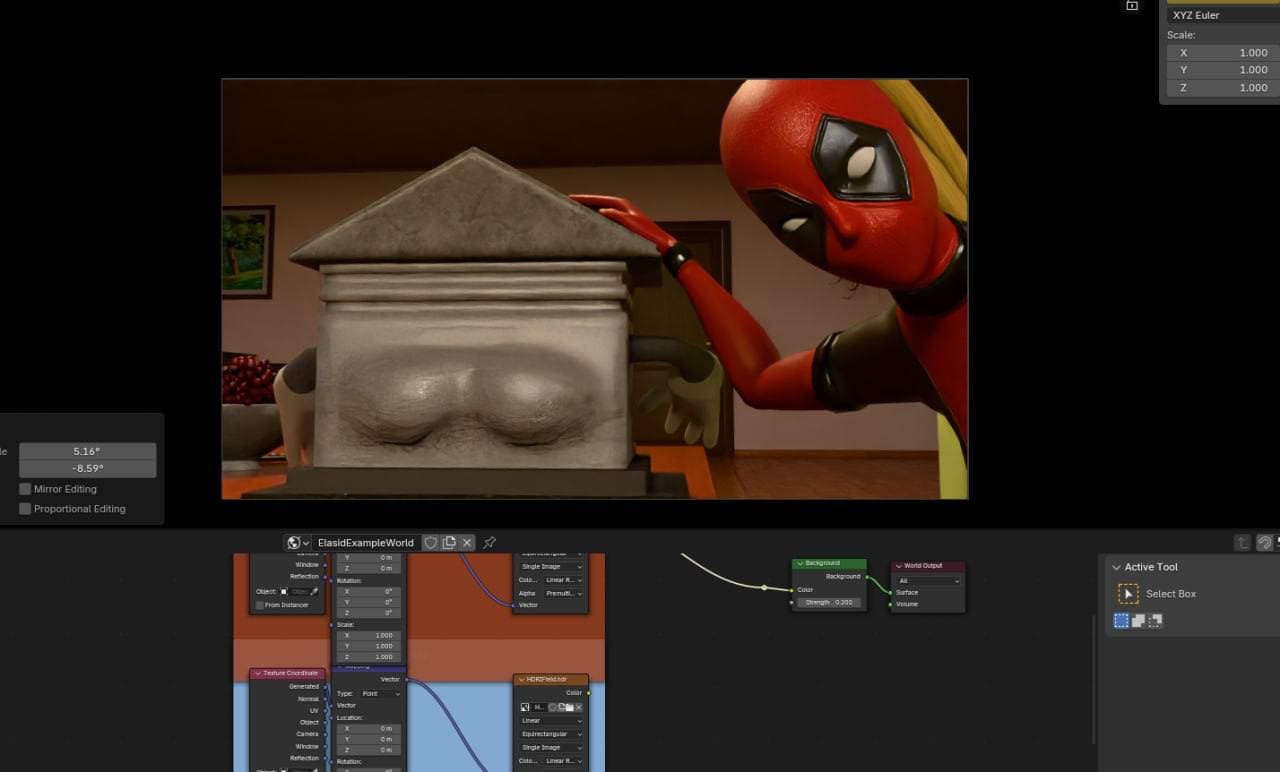 XYZ Euler
Scale:
X 1.000
Y 1.000
Z 1.000
5.16°
-8.59°
Mirror Editing
Proportional Editing
ElasidExampleWorld
Window
Reflection
Object:
From Instancer
Y 0 m
Z 0 m
Rotation:
X 0°
Y 0°
Z 0°
Scale:
X 1.000
Y 1.000
Z 1.000
Single Image
Colo... Linear R...
Alpha Premulti...
Vector
Background
Background
Color
Strength 0.200
World Output
All
Surface
Volume
Active Tool
Select Box
Texture Coordinate
Generated
Normal
UV
Object
Camera
Window
Reflection
Vector
Type: Point
Vector
Location:
X 0 m
Y 0 m
Z 0 m
Rotation:
HDRIField.hdr
Color
H...
Linear
Equirectangular
Single Image
Colo... Linear R...